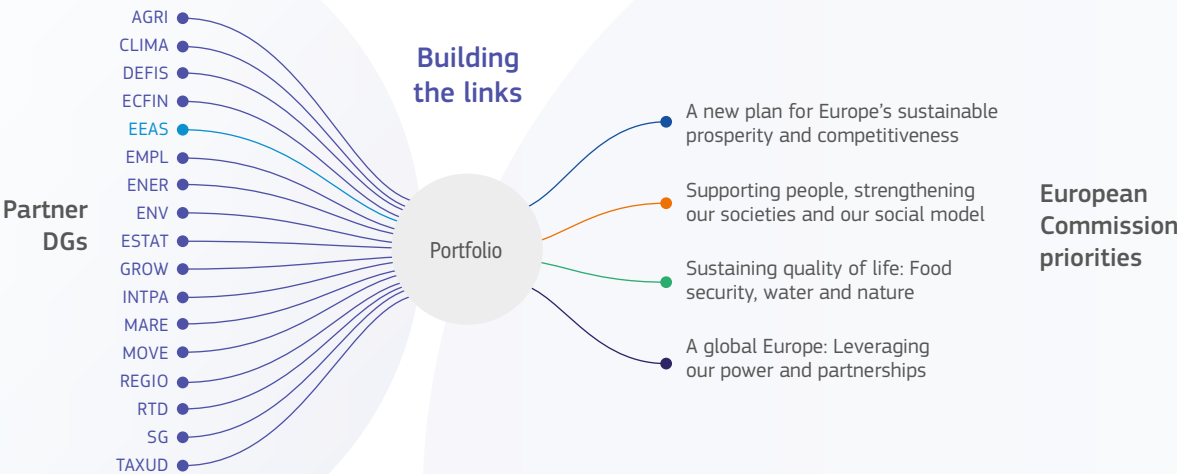 AGRI
CLIMA
DEFIS
ECFIN
EEAS
EMPL
ENER
ENV
ESTAT
GROW
INTPA
MARE
MOVE
REGIO
RTD
SG
TAXUD
Partner
DGs
Building
the links
Portfolio
A new plan for Europe’s sustainable
prosperity and competitiveness
Supporting people, strengthening
our societies and our social model
Sustaining quality of life: Food
security, water and nature
A global Europe: Leveraging
our power and partnerships
European
Commission
priorities